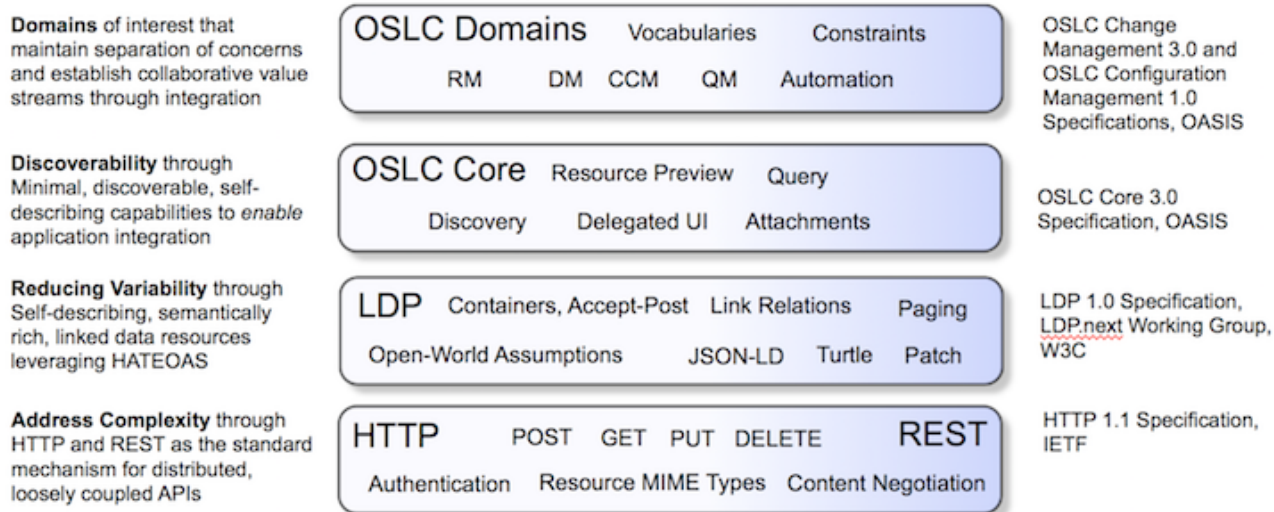 Domains of interest that
maintain separation of concerns
and establish collaborative value
streams through integration
OSLC Domains Vocabularies Constraints
RM DM CCM QM Automation
OSLC Change
Management 3.0 and
OSLC Configuration
Management 1.0
Specifications, OASIS
Discoverability through
Minimal, discoverable, self-
describing capabilities to enable
application integration
OSLC Core Resource Preview Query
Discovery Delegated UI Attachments
OSLC Core 3.0
Specification, OASIS
Reducing Variability through
Self-describing, semantically
rich, linked data resources
leveraging HATEOAS
LDP Containers, Accept-Post Link Relations Paging
Open-World Assumptions JSON-LD Turtle Patch
LDP 1.0 Specification,
LDP.next Working Group,
W3C
Address Complexity through
HTTP and REST as the standard
mechanism for distributed,
loosely coupled APIs
HTTP POST GET PUT DELETE REST
Authentication Resource MIME Types Content Negotiation
HTTP 1.1 Specification,
IETF